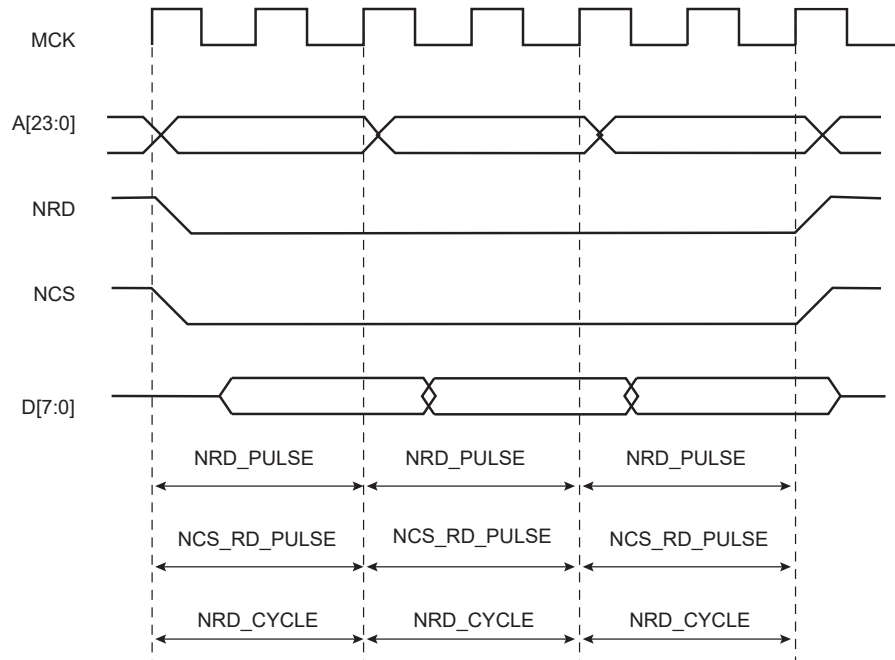 MCK
A[23:0]
NRD
NCS
D[7:0]
NRD_PULSE NRD_PULSE NRD_PULSE
NCS_RD_PULSE NCS_RD_PULSE NCS_RD_PULSE
NRD_CYCLE NRD_CYCLE NRD_CYCLE